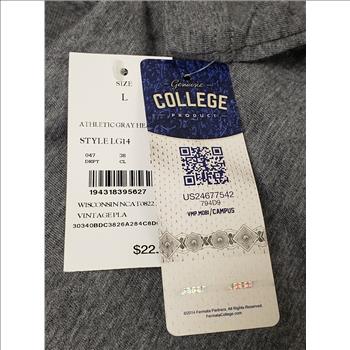 SIZE
L
ATHLETIC GRAY HE
STYLE LG14
047 38
DEPT CL
194318395627
WISCONSIN NCAT0822
VINTAGE PLA
30340BDC3826A284C8D
$22.
Genuine
COLLEGE
PRODUCT
US24677542
794D9
VMP.MOBI/CAMPUS
©2014 Fermata Partners. All Rights Reserved.
FermataCollege.com